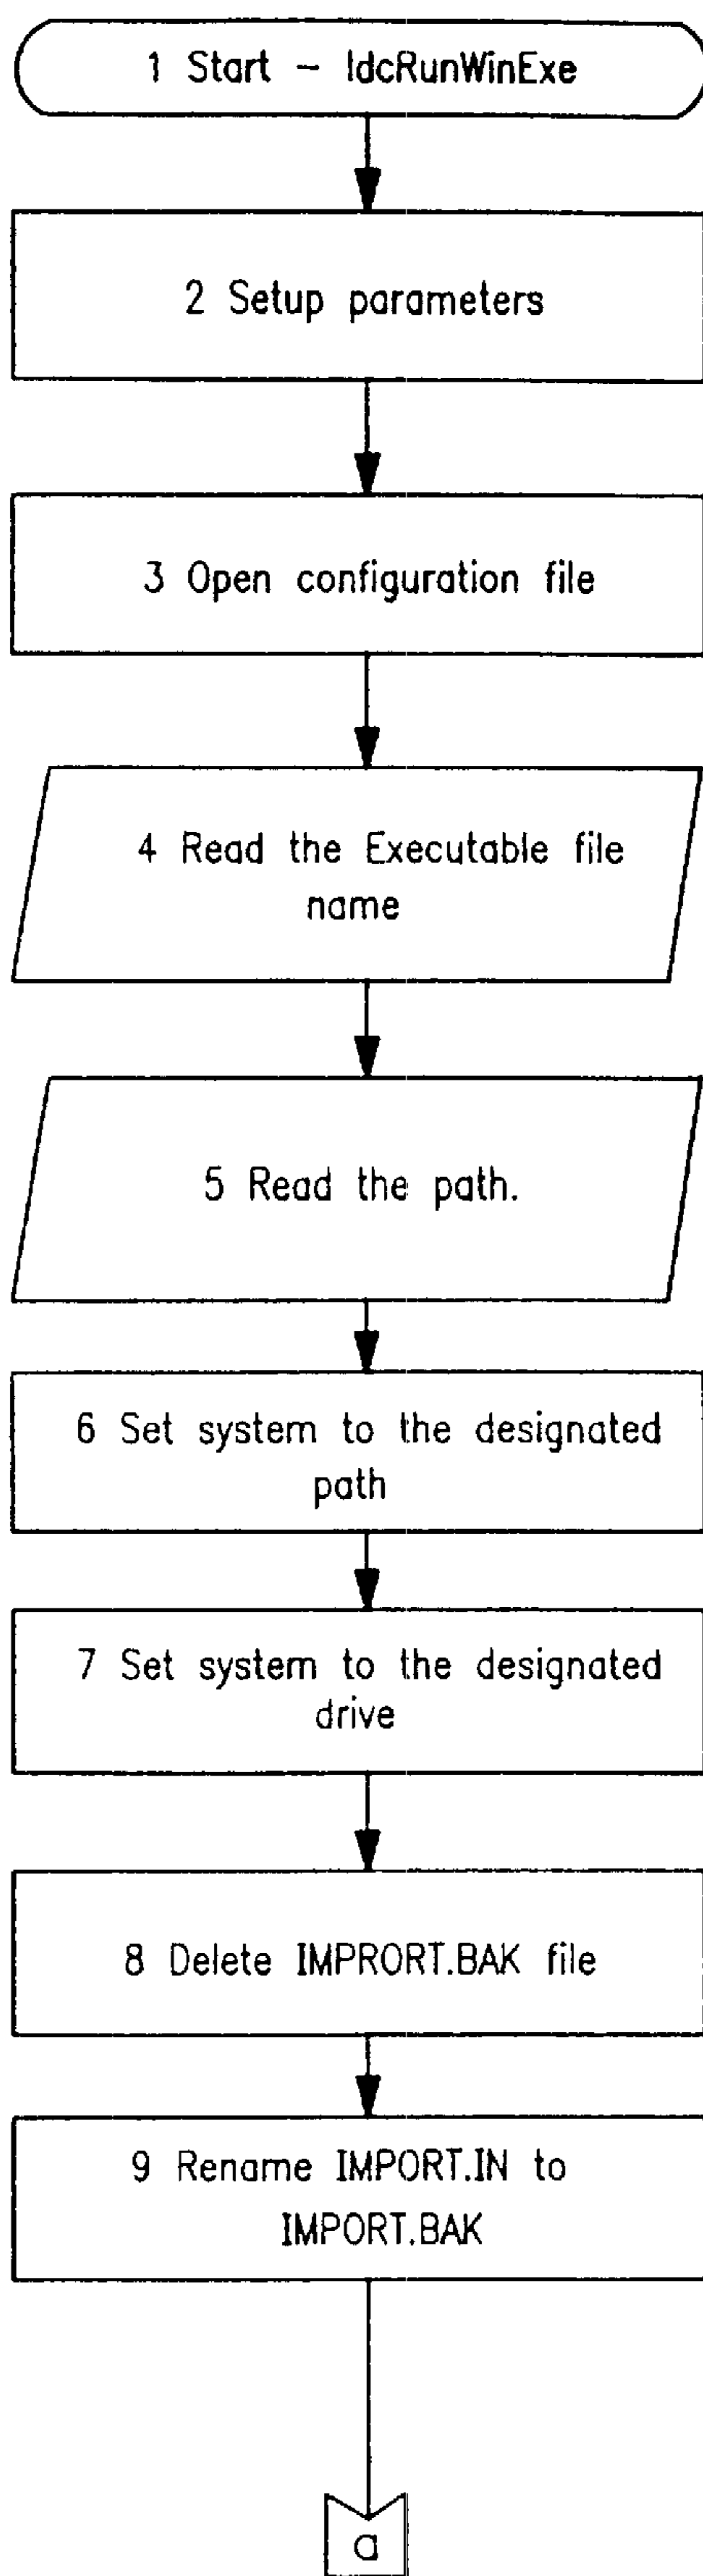 1 Start - IdcRunWinExe
2 Setup parameters
3 Open configuration file
4 Read the Executable file
name
5 Read the path.
6 Set system to the designated
path
7 Set system to the designated
drive
8 Delete IMPRORT.BAK file
9 Rename IMPORT.IN to
IMPORT.BAK
a